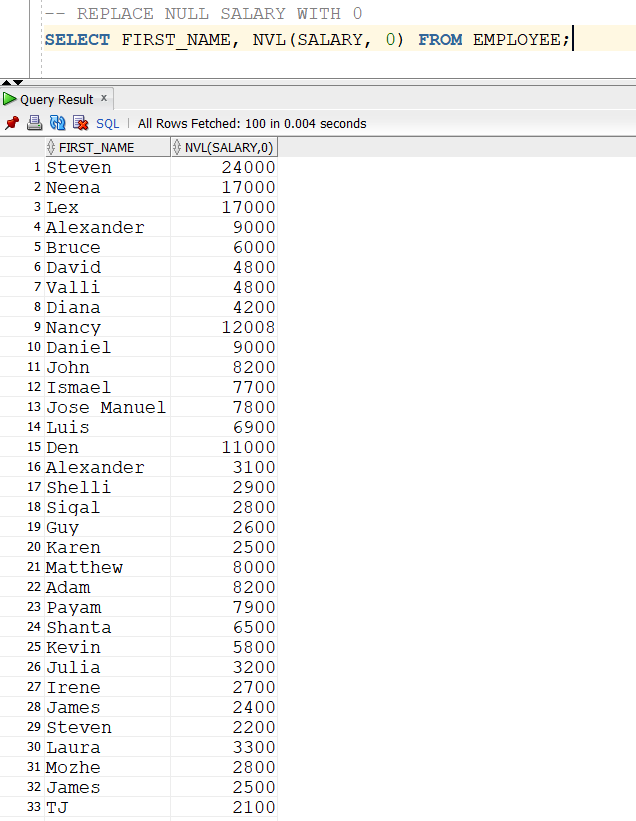 -- REPLACE NULL SALARY WITH 0
SELECT FIRST_NAME, NVL(SALARY, 0) FROM EMPLOYEE;
Query Result x
SQL | All Rows Fetched: 100 in 0.004 seconds
FIRST_NAME NVL(SALARY,0)
1 Steven 24000
2 Neena 17000
3 Lex 17000
4 Alexander 9000
5 Bruce 6000
6 David 4800
7 Valli 4800
8 Diana 4200
9 Nancy 12008
10 Daniel 9000
11 John 8200
12 Ismael 7700
13 Jose Manuel 7800
14 Luis 6900
15 Den 11000
16 Alexander 3100
17 Shelli 2900
18 Sigal 2800
19 Guy 2600
20 Karen 2500
21 Matthew 8000
22 Adam 8200
23 Payam 7900
24 Shanta 6500
25 Kevin 5800
26 Julia 3200
27 Irene 2700
28 James 2400
29 Steven 2200
30 Laura 3300
31 Mozhe 2800
32 James 2500
33 TJ 2100